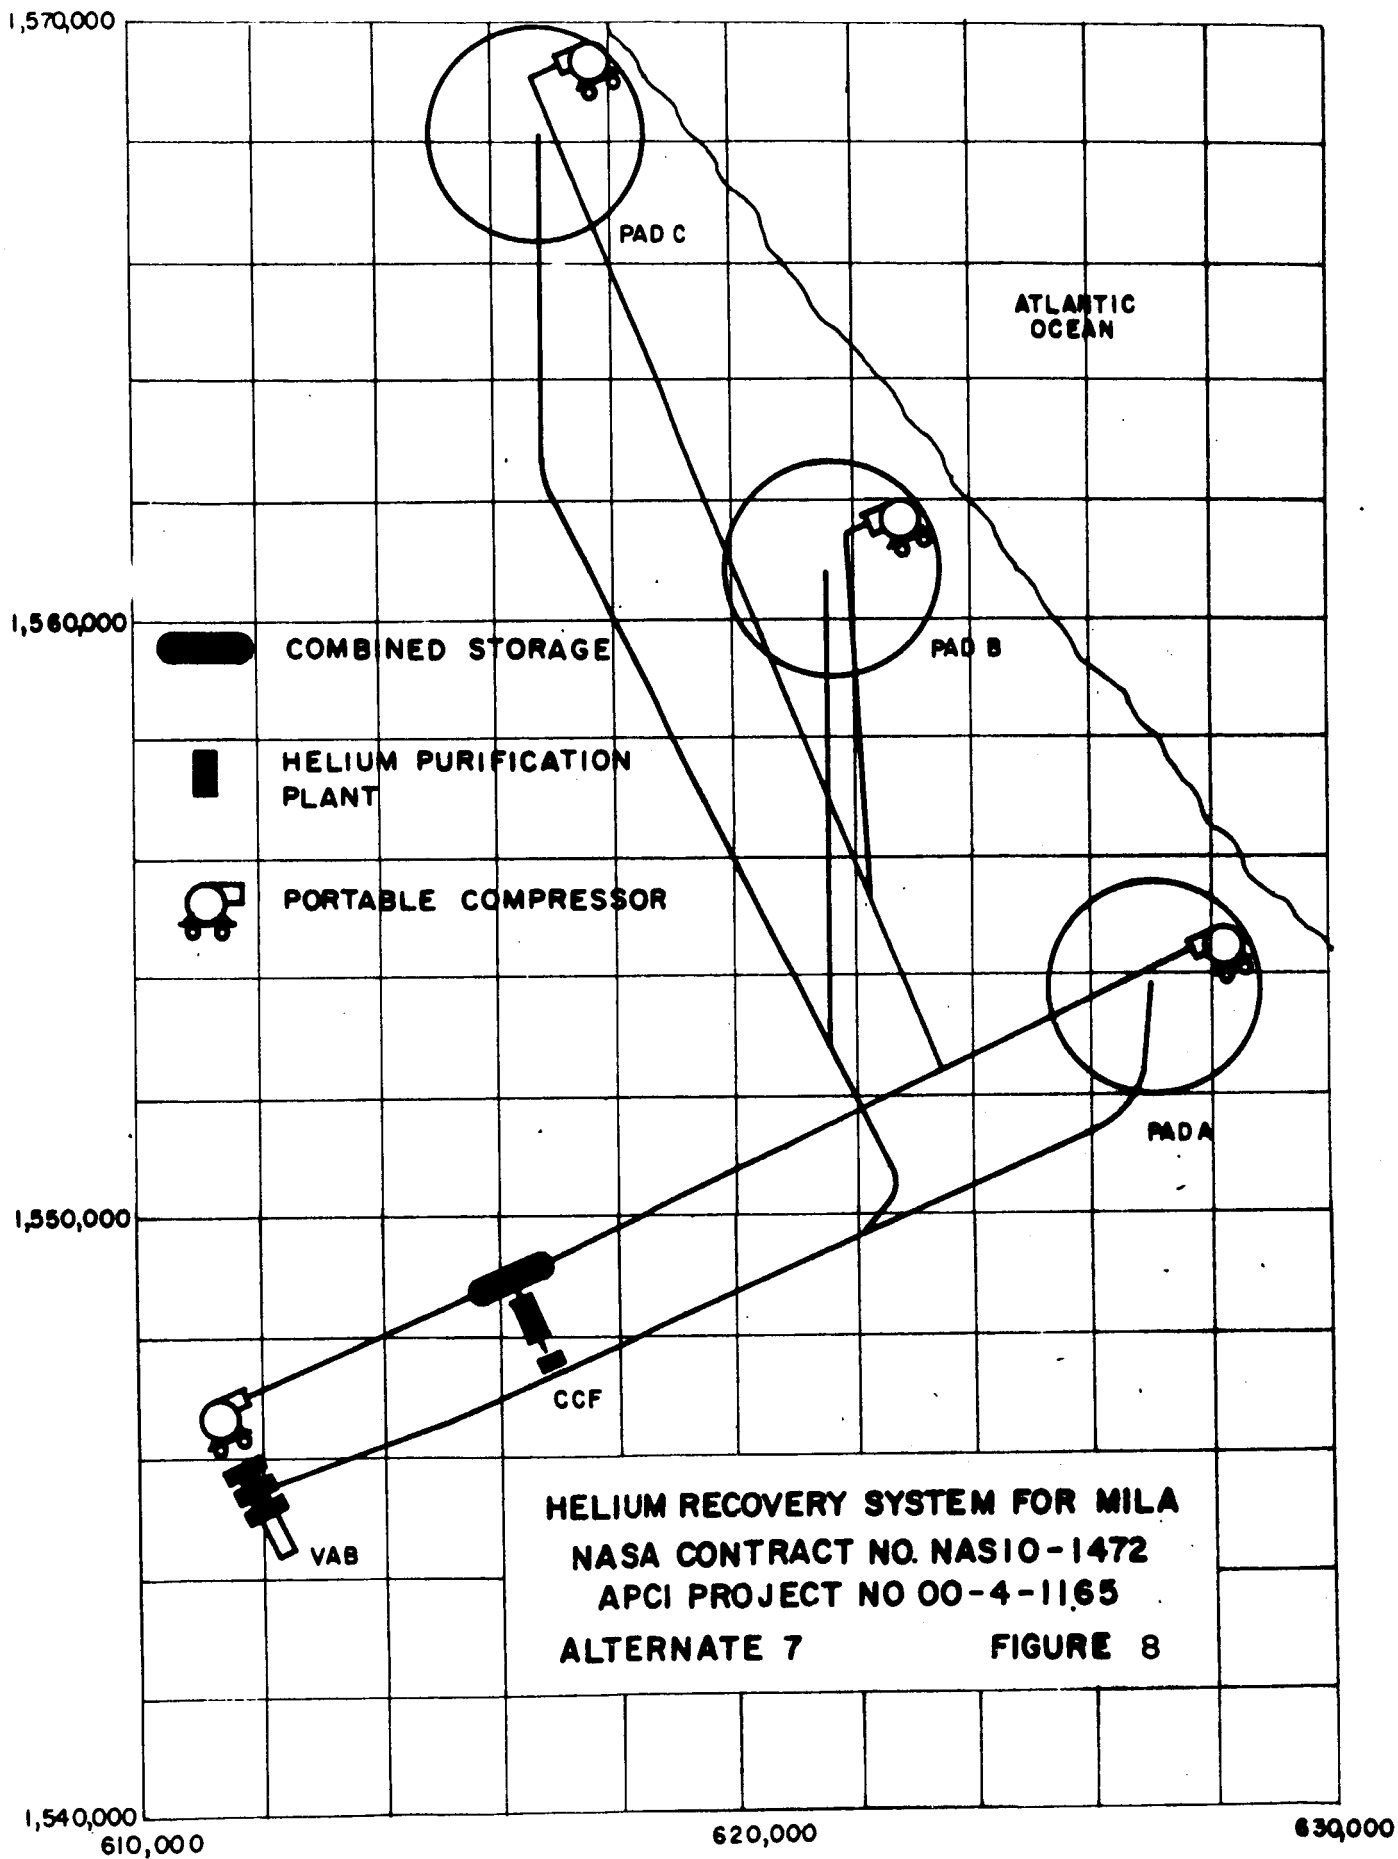 1,570,000
PAD C
ATLANTIC
OCEAN
1,560,000
COMBINED STORAGE
PAD B
HELIUM PURIFICATION
PLANT
PORTABLE COMPRESSOR
PAD A
1,550,000
CCF
VAB
HELIUM RECOVERY SYSTEM FOR MILA
NASA CONTRACT NO. NAS10-1472
APCI PROJECT NO 00-4-1165
ALTERNATE 7 FIGURE 8
1,540,000
610,000 620,000 630,000